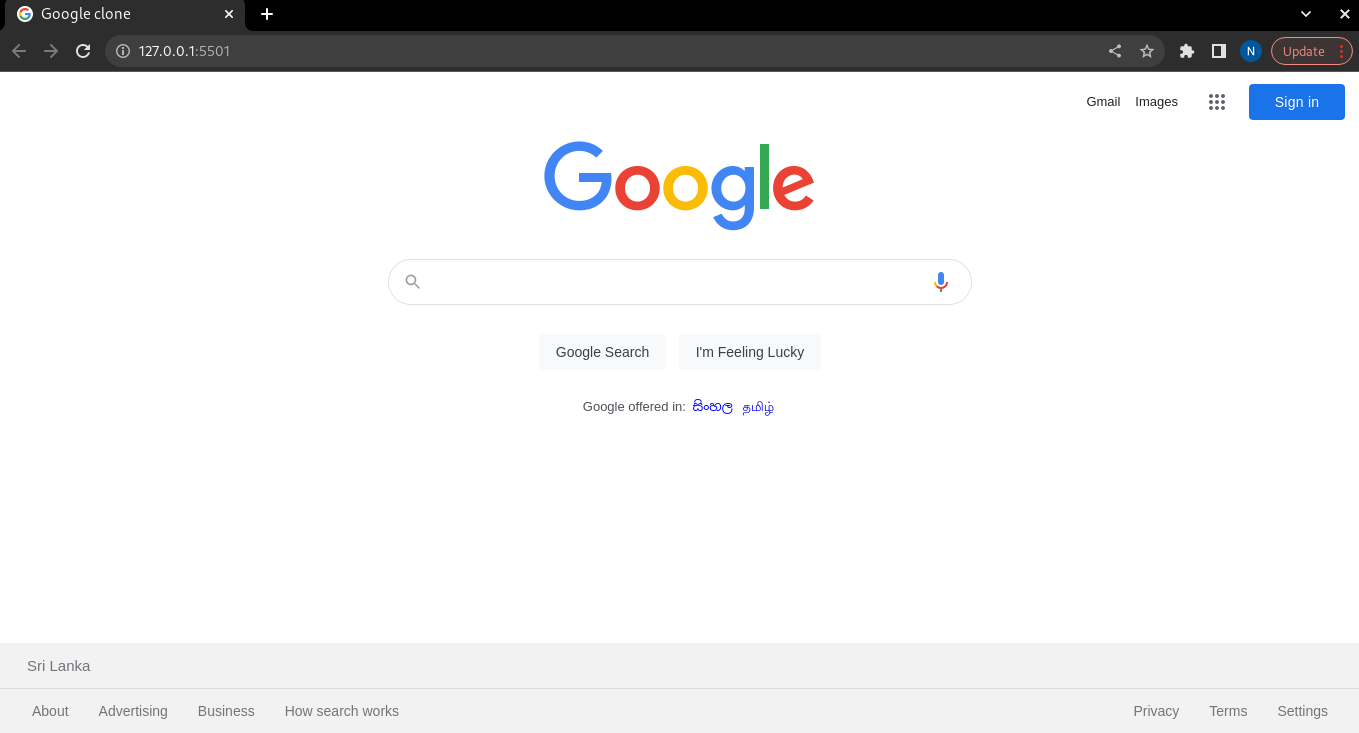 Google clone
127.0.0.1:5501
N
Update
Gmail Images Sign in
Google
Google Search I'm Feeling Lucky
Google offered in: සිංහල தமிழ்
Sri Lanka
About Advertising Business How search works Privacy Terms Settings